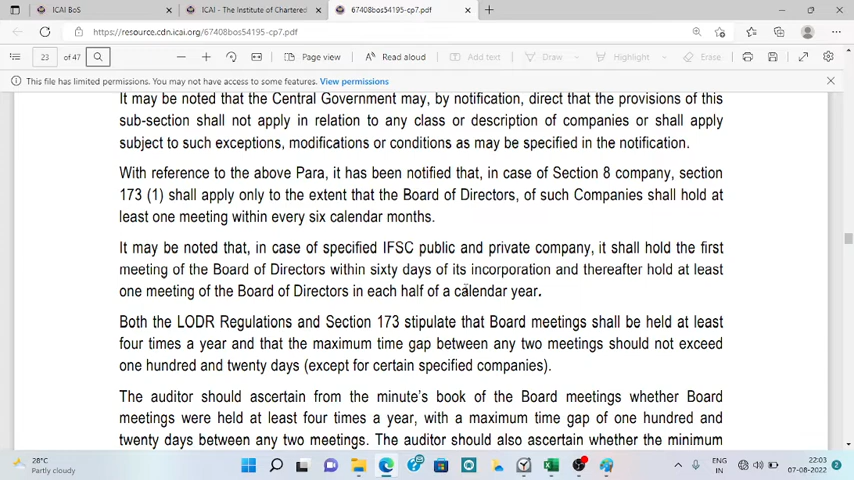 ICAI BoS
ICAI - The Institute of Chartered
67408bos54195-cp7.pdf
https://resource.cdn.icai.org/67408bos54195-cp7.pdf
23 of 47
Page view
Read aloud
Add text
Draw
Highlight
Erase
This file has limited permissions. You may not have access to some features. View permissions
It may be noted that the Central Government may, by notification, direct that the provisions of this
sub-section shall not apply in relation to any class or description of companies or shall apply
subject to such exceptions, modifications or conditions as may be specified in the notification.
With reference to the above Para, it has been notified that, in case of Section 8 company, section
173 (1) shall apply only to the extent that the Board of Directors, of such Companies shall hold at
least one meeting within every six calendar months.
It may be noted that, in case of specified IFSC public and private company, it shall hold the first
meeting of the Board of Directors within sixty days of its incorporation and thereafter hold at least
one meeting of the Board of Directors in each half of a calendar year.
Both the LODR Regulations and Section 173 stipulate that Board meetings shall be held at least
four times a year and that the maximum time gap between any two meetings should not exceed
one hundred and twenty days (except for certain specified companies).
The auditor should ascertain from the minute's book of the Board meetings whether Board
meetings were held at least four times a year, with a maximum time gap of one hundred and
twenty days between any two meetings. The auditor should also ascertain whether the minimum
28°C
Partly cloudy
ENG
IN
22:03
07-08-2022
2